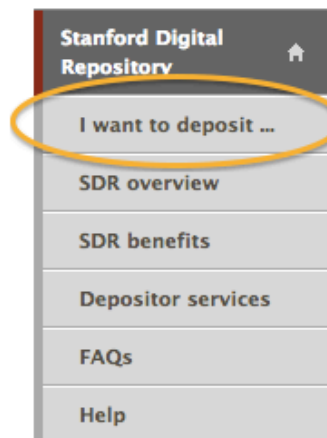 Stanford Digital
Repository
I want to deposit ...
SDR overview
SDR benefits
Depositor services
FAQs
Help